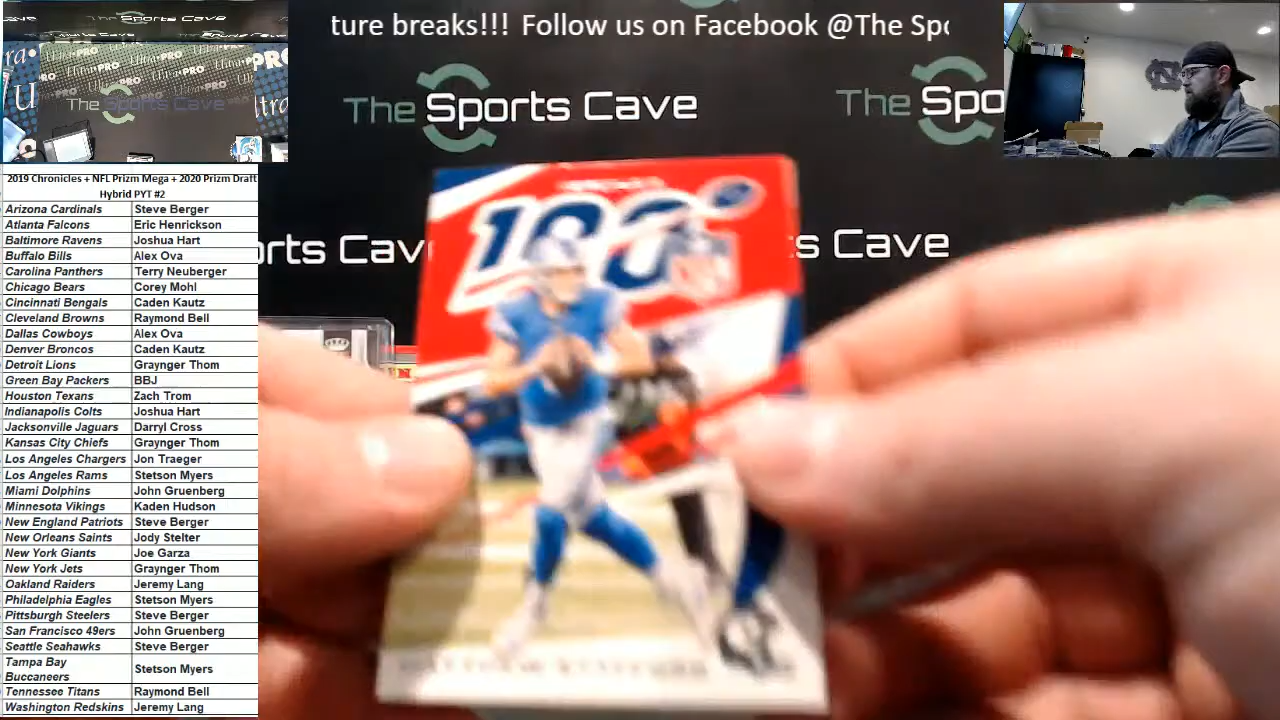 ture breaks!!! Follow us on Facebook @The Spo
The Sports Cave
The Spo
orts Cav
s Cave
The Sports Cave
Ultra PRO
100
2019 Chronicles + NFL Prizm Mega + 2020 Prizm Draft
Hybrid PYT #2
Arizona Cardinals Steve Berger
Atlanta Falcons Eric Henrickson
Baltimore Ravens Joshua Hart
Buffalo Bills Alex Ova
Carolina Panthers Terry Neuberger
Chicago Bears Corey Mohl
Cincinnati Bengals Caden Kautz
Cleveland Browns Raymond Bell
Dallas Cowboys Alex Ova
Denver Broncos Caden Kautz
Detroit Lions Graynger Thom
Green Bay Packers BBJ
Houston Texans Zach Trom
Indianapolis Colts Joshua Hart
Jacksonville Jaguars Darryl Cross
Kansas City Chiefs Graynger Thom
Los Angeles Chargers Jon Traeger
Los Angeles Rams Stetson Myers
Miami Dolphins John Gruenberg
Minnesota Vikings Kaden Hudson
New England Patriots Steve Berger
New Orleans Saints Jody Stelter
New York Giants Joe Garza
New York Jets Graynger Thom
Oakland Raiders Jeremy Lang
Philadelphia Eagles Stetson Myers
Pittsburgh Steelers Steve Berger
San Francisco 49ers John Gruenberg
Seattle Seahawks Steve Berger
Tampa Bay Buccaneers Stetson Myers
Tennessee Titans Raymond Bell
Washington Redskins Jeremy Lang